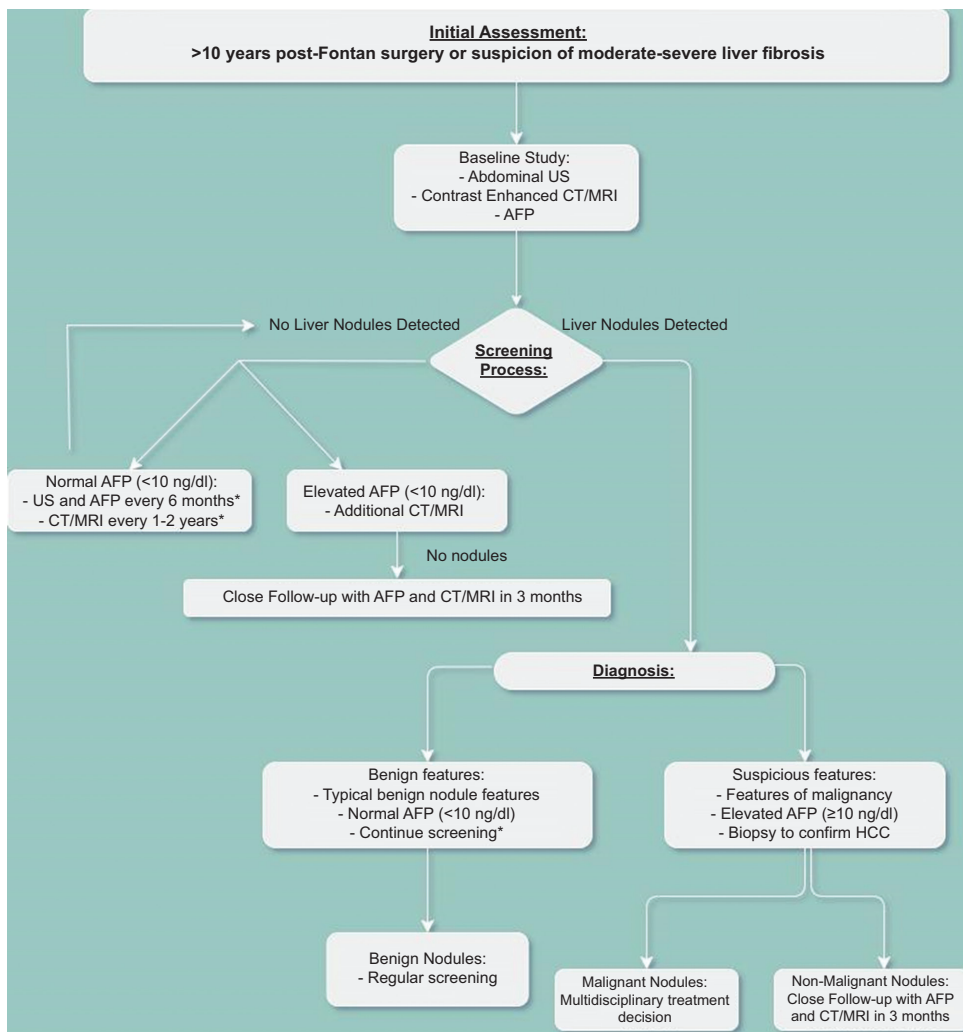 Initial Assessment:
>10 years post-Fontan surgery or suspicion of moderate-severe liver fibrosis
Baseline Study:
- Abdominal US
- Contrast Enhanced CT/MRI
- AFP
No Liver Nodules Detected
Liver Nodules Detected
Screening
Process:
Normal AFP (<10 ng/dl):
- US and AFP every 6 months*
- CT/MRI every 1-2 years*
Elevated AFP (<10 ng/dl):
- Additional CT/MRI
No nodules
Close Follow-up with AFP and CT/MRI in 3 months
Diagnosis:
Benign features:
- Typical benign nodule features
- Normal AFP (<10 ng/dl)
- Continue screening*
Suspicious features:
- Features of malignancy
- Elevated AFP (≥10 ng/dl)
- Biopsy to confirm HCC
Benign Nodules:
- Regular screening
Malignant Nodules:
Multidisciplinary treatment
decision
Non-Malignant Nodules:
Close Follow-up with AFP
and CT/MRI in 3 months